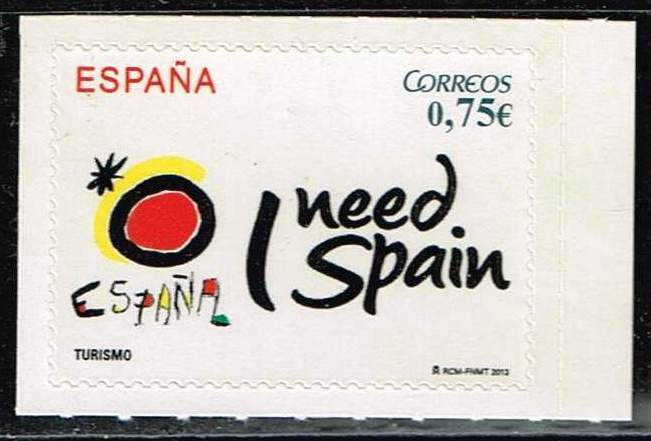 ESPAÑA
CORREOS
0,75€
I need
Spain
ESPAÑA
TURISMO
RCM-FNMT 2013